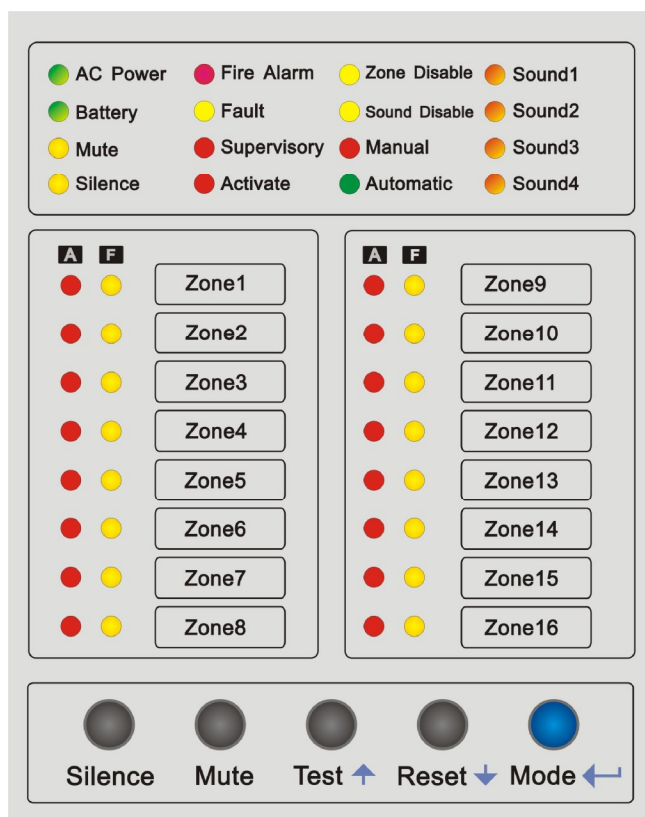 AC Power Fire Alarm Zone Disable Sound1
Battery Fault Sound Disable Sound2
Mute Supervisory Manual Sound3
Silence Activate Automatic Sound4
A F
Zone1
Zone2
Zone3
Zone4
Zone5
Zone6
Zone7
Zone8
A F
Zone9
Zone10
Zone11
Zone12
Zone13
Zone14
Zone15
Zone16
Silence Mute Test Reset Mode